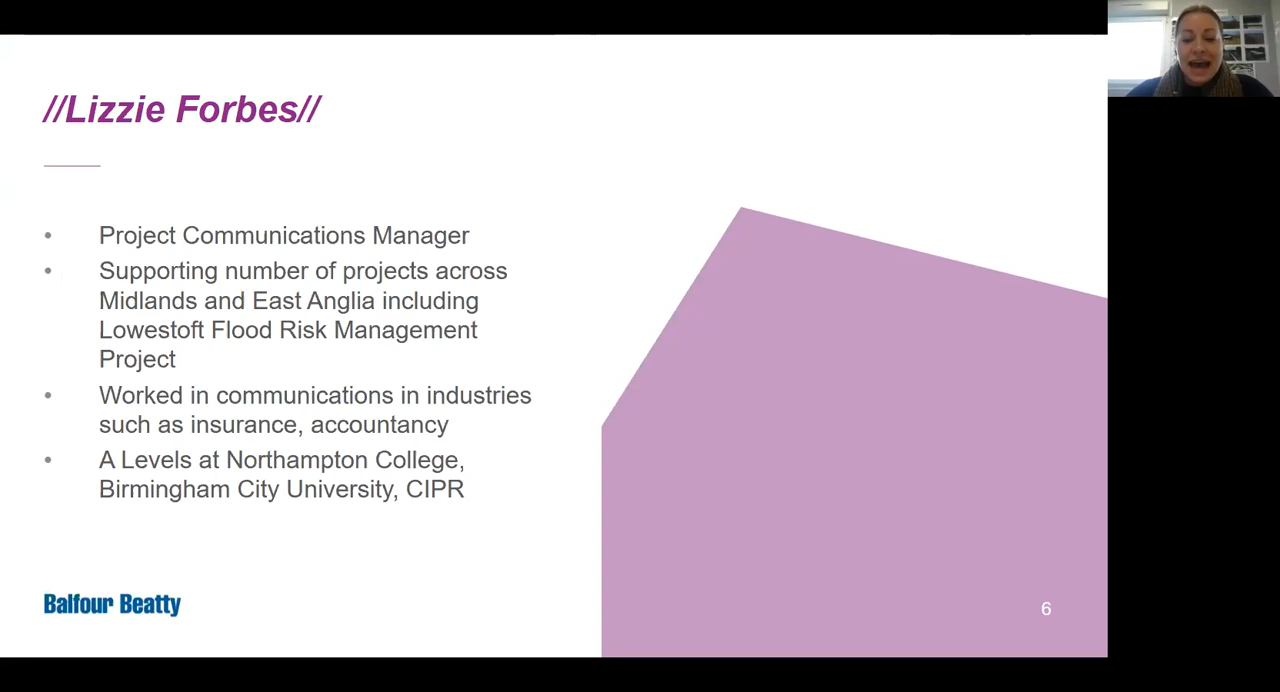 //Lizzie Forbes//
• Project Communications Manager
• Supporting number of projects across
Midlands and East Anglia including
Lowestoft Flood Risk Management
Project
• Worked in communications in industries
such as insurance, accountancy
• A Levels at Northampton College,
Birmingham City University, CIPR
Balfour Beatty
6